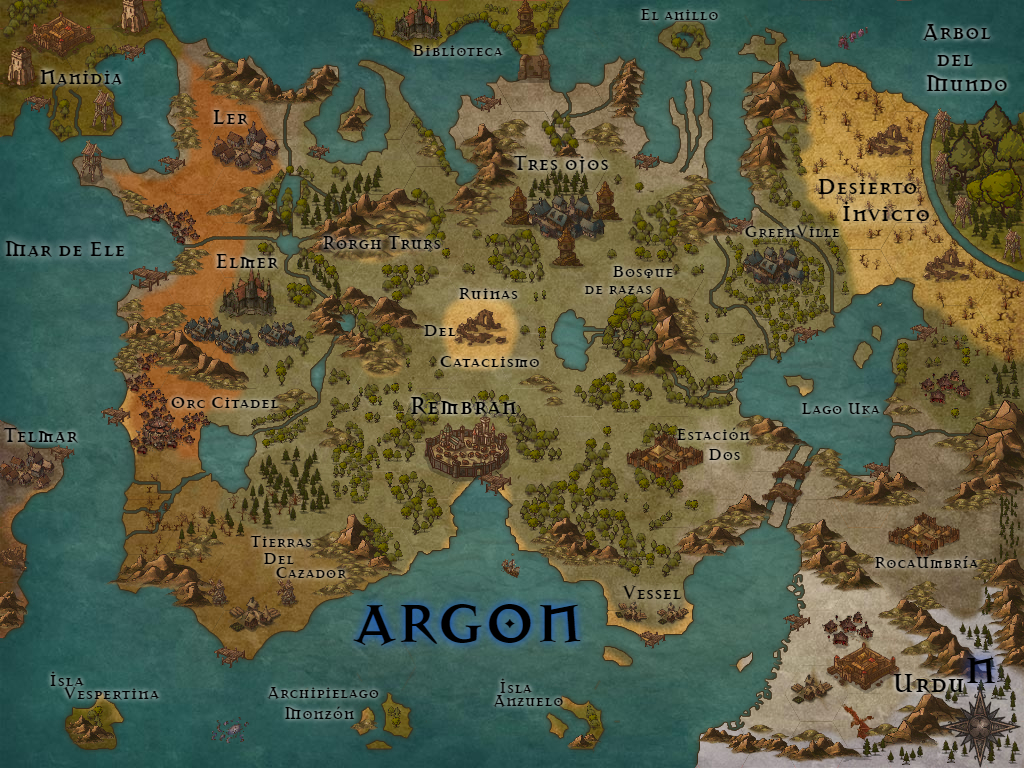 El anillo
Arbol
del
Mundo
Biblioteca
Nanidia
Ler
Tres ojos
Desierto
Invicto
Mar de Ele
Rorgh Trurs
GreenVille
Elmer
Bosque
de razas
Ruinas
Del
Cataclismo
Orc Citadel
Rembran
Lago Uka
Telmar
Estación
Dos
Tierras
Del
Cazador
RocaUmbría
Vessel
ARGON
Urdu
N
Isla
Vespertina
Archipielago
Monzón
Isla
Anzuelo